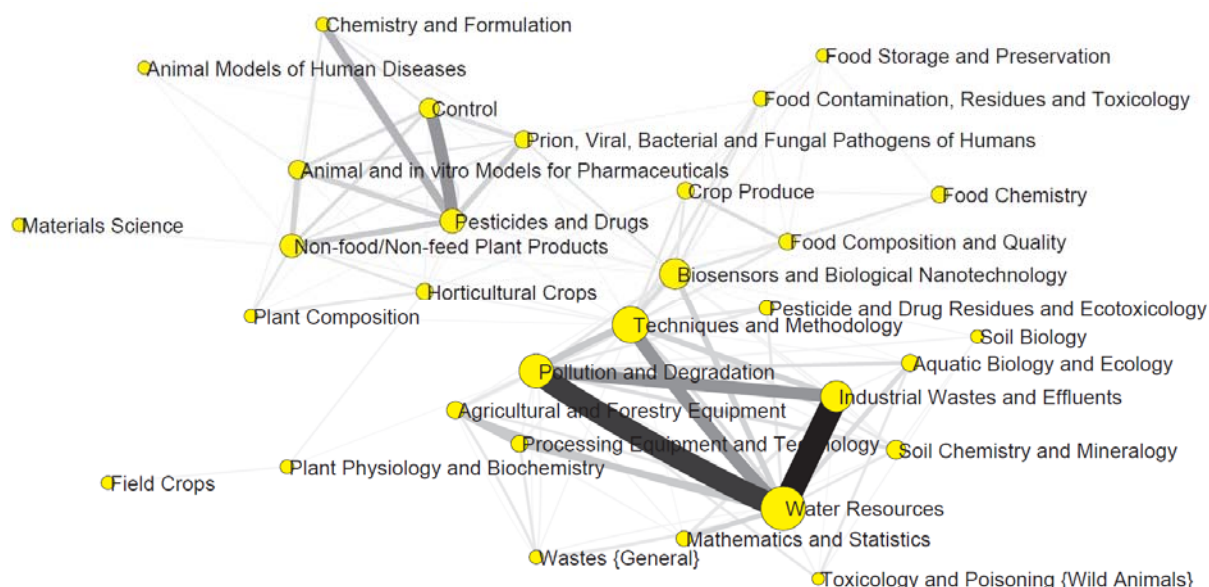 Chemistry and Formulation
Food Storage and Preservation
Animal Models of Human Diseases
Food Contamination, Residues and Toxicology
Control
Prion, Viral, Bacterial and Fungal Pathogens of Humans
Animal and in vitro Models for Pharmaceuticals
Crop Produce
Food Chemistry
Materials Science
Pesticides and Drugs
Non-food/Non-feed Plant Products
Food Composition and Quality
Biosensors and Biological Nanotechnology
Horticultural Crops
Pesticide and Drug Residues and Ecotoxicology
Plant Composition
Techniques and Methodology
Soil Biology
Aquatic Biology and Ecology
Pollution and Degradation
Industrial Wastes and Effluents
Agricultural and Forestry Equipment
Processing Equipment and Technology
Soil Chemistry and Mineralogy
Plant Physiology and Biochemistry
Field Crops
Water Resources
Mathematics and Statistics
Wastes {General}
Toxicology and Poisoning {Wild Animals}